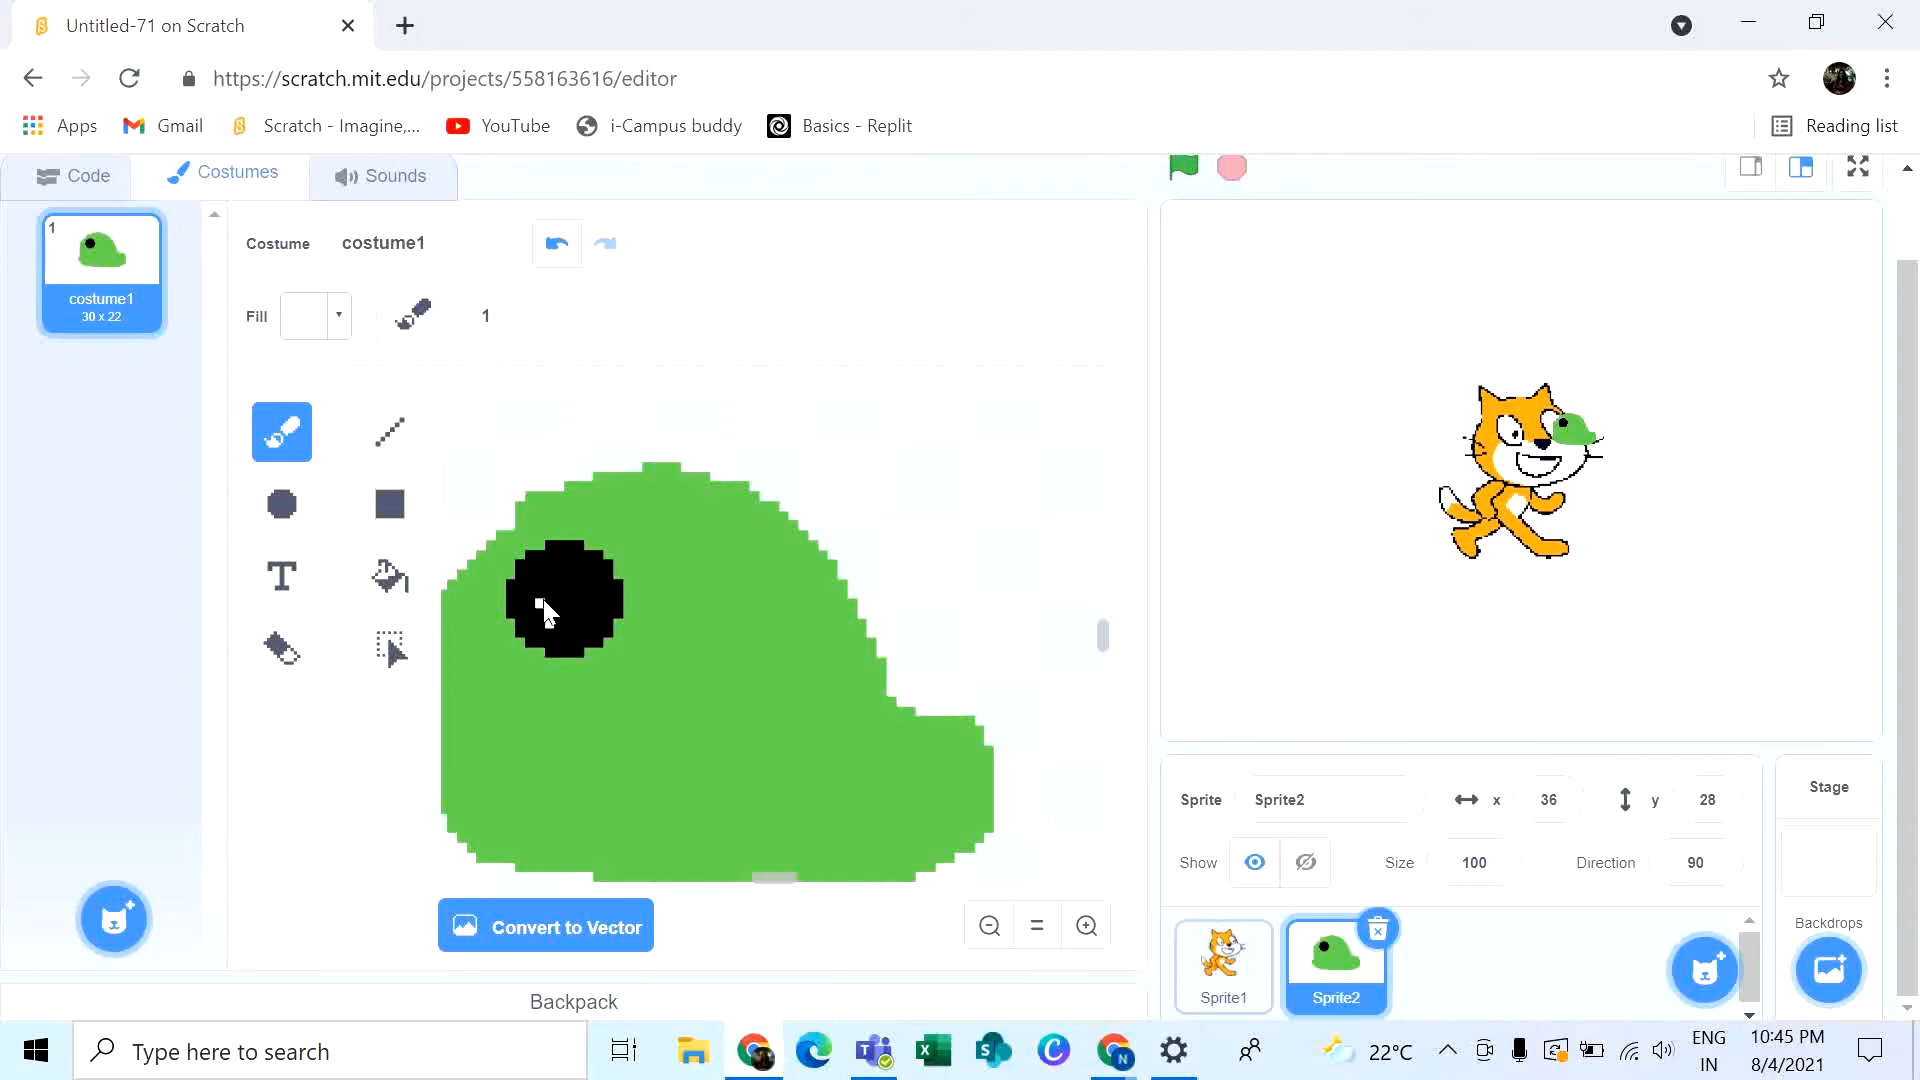 Untitled-71 on Scratch
https://scratch.mit.edu/projects/558163616/editor
Apps Gmail Scratch - Imagine,... YouTube i-Campus buddy Basics - Replit Reading list
Code Costumes Sounds
1
costume1
30 x 22
Costume costume1
Fill 1
T
Convert to Vector
Backpack
Sprite Sprite2 x 36 y 28
Show Size 100 Direction 90
Stage
Backdrops
Sprite1 Sprite2
Type here to search
22°C
ENG
IN
10:45 PM
8/4/2021